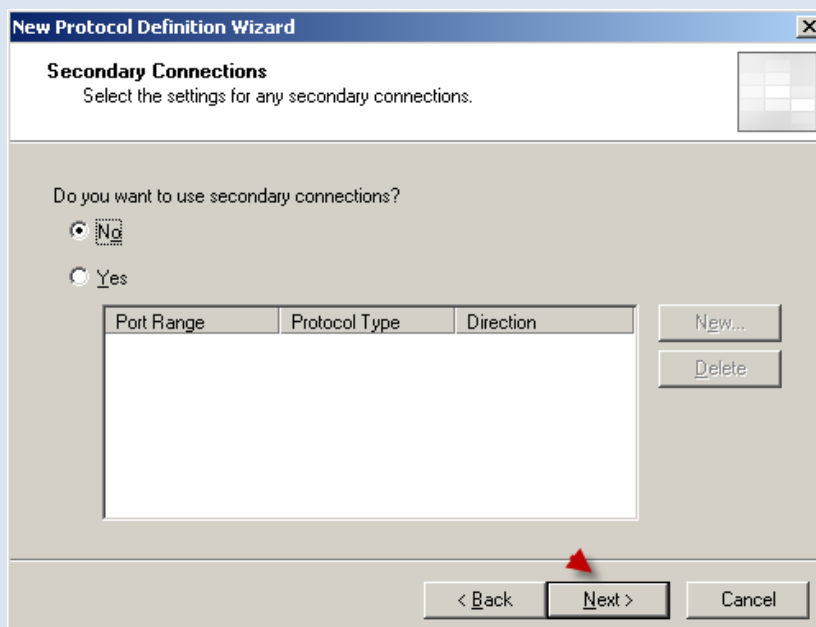 New Protocol Definition Wizard
Secondary Connections
Select the settings for any secondary connections.
Do you want to use secondary connections?
No
Yes
Port Range Protocol Type Direction
New...
Delete
< Back Next > Cancel